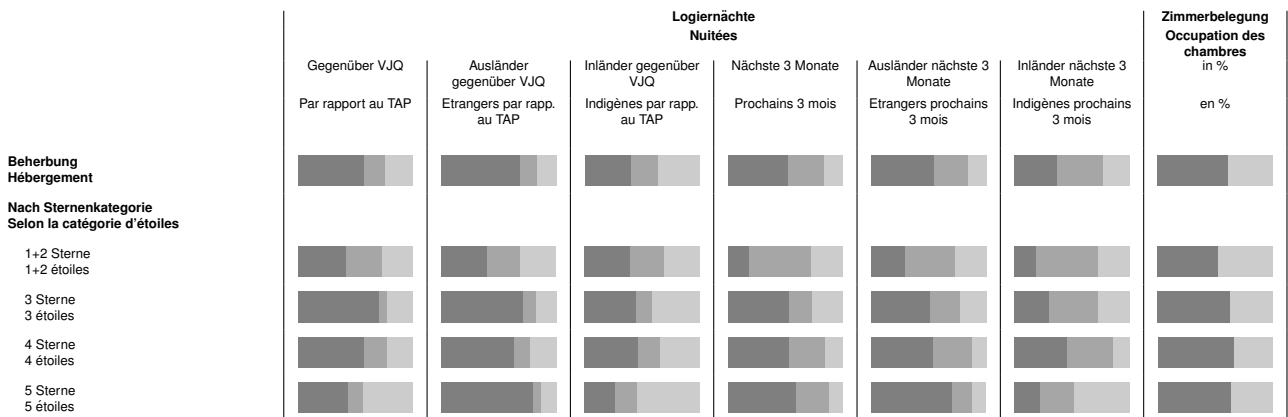 Logiernächte
Nuitées
Zimmerbelegung
Occupation des
chambres
Gegenüber VJQ
Ausländer
gegenüber VJQ
Inländer gegenüber
VJQ
Nächste 3 Monate
Ausländer nächste 3
Monate
Inländer nächste 3
Monate
in %
Par rapport au TAP
Etrangers par rapp.
au TAP
Indigènes par rapp.
au TAP
Prochains 3 mois
Etrangers prochains
3 mois
Indigènes prochains
3 mois
en %
Beherbung
Hébergement
Nach Sternenkategorie
Selon la catégorie d'étoiles
1+2 Sterne
1+2 étoiles
3 Sterne
3 étoiles
4 Sterne
4 étoiles
5 Sterne
5 étoiles